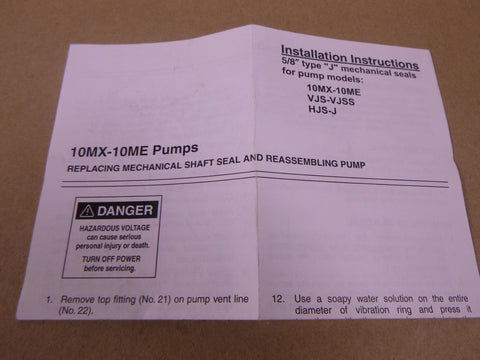 Installation Instructions
5/8" type "J" mechanical seals
for pump models:
10MX-10ME
VJS-VJSS
HJS-J
10MX-10ME Pumps
REPLACING MECHANICAL SHAFT SEAL AND REASSEMBLING PUMP
DANGER
HAZARDOUS VOLTAGE
can cause serious
personal injury or death.
TURN OFF POWER
before servicing.
1. Remove top fitting (No. 21) on pump vent line
(No. 22).
12. Use a soapy water solution on the entire
diameter of vibration ring and press it